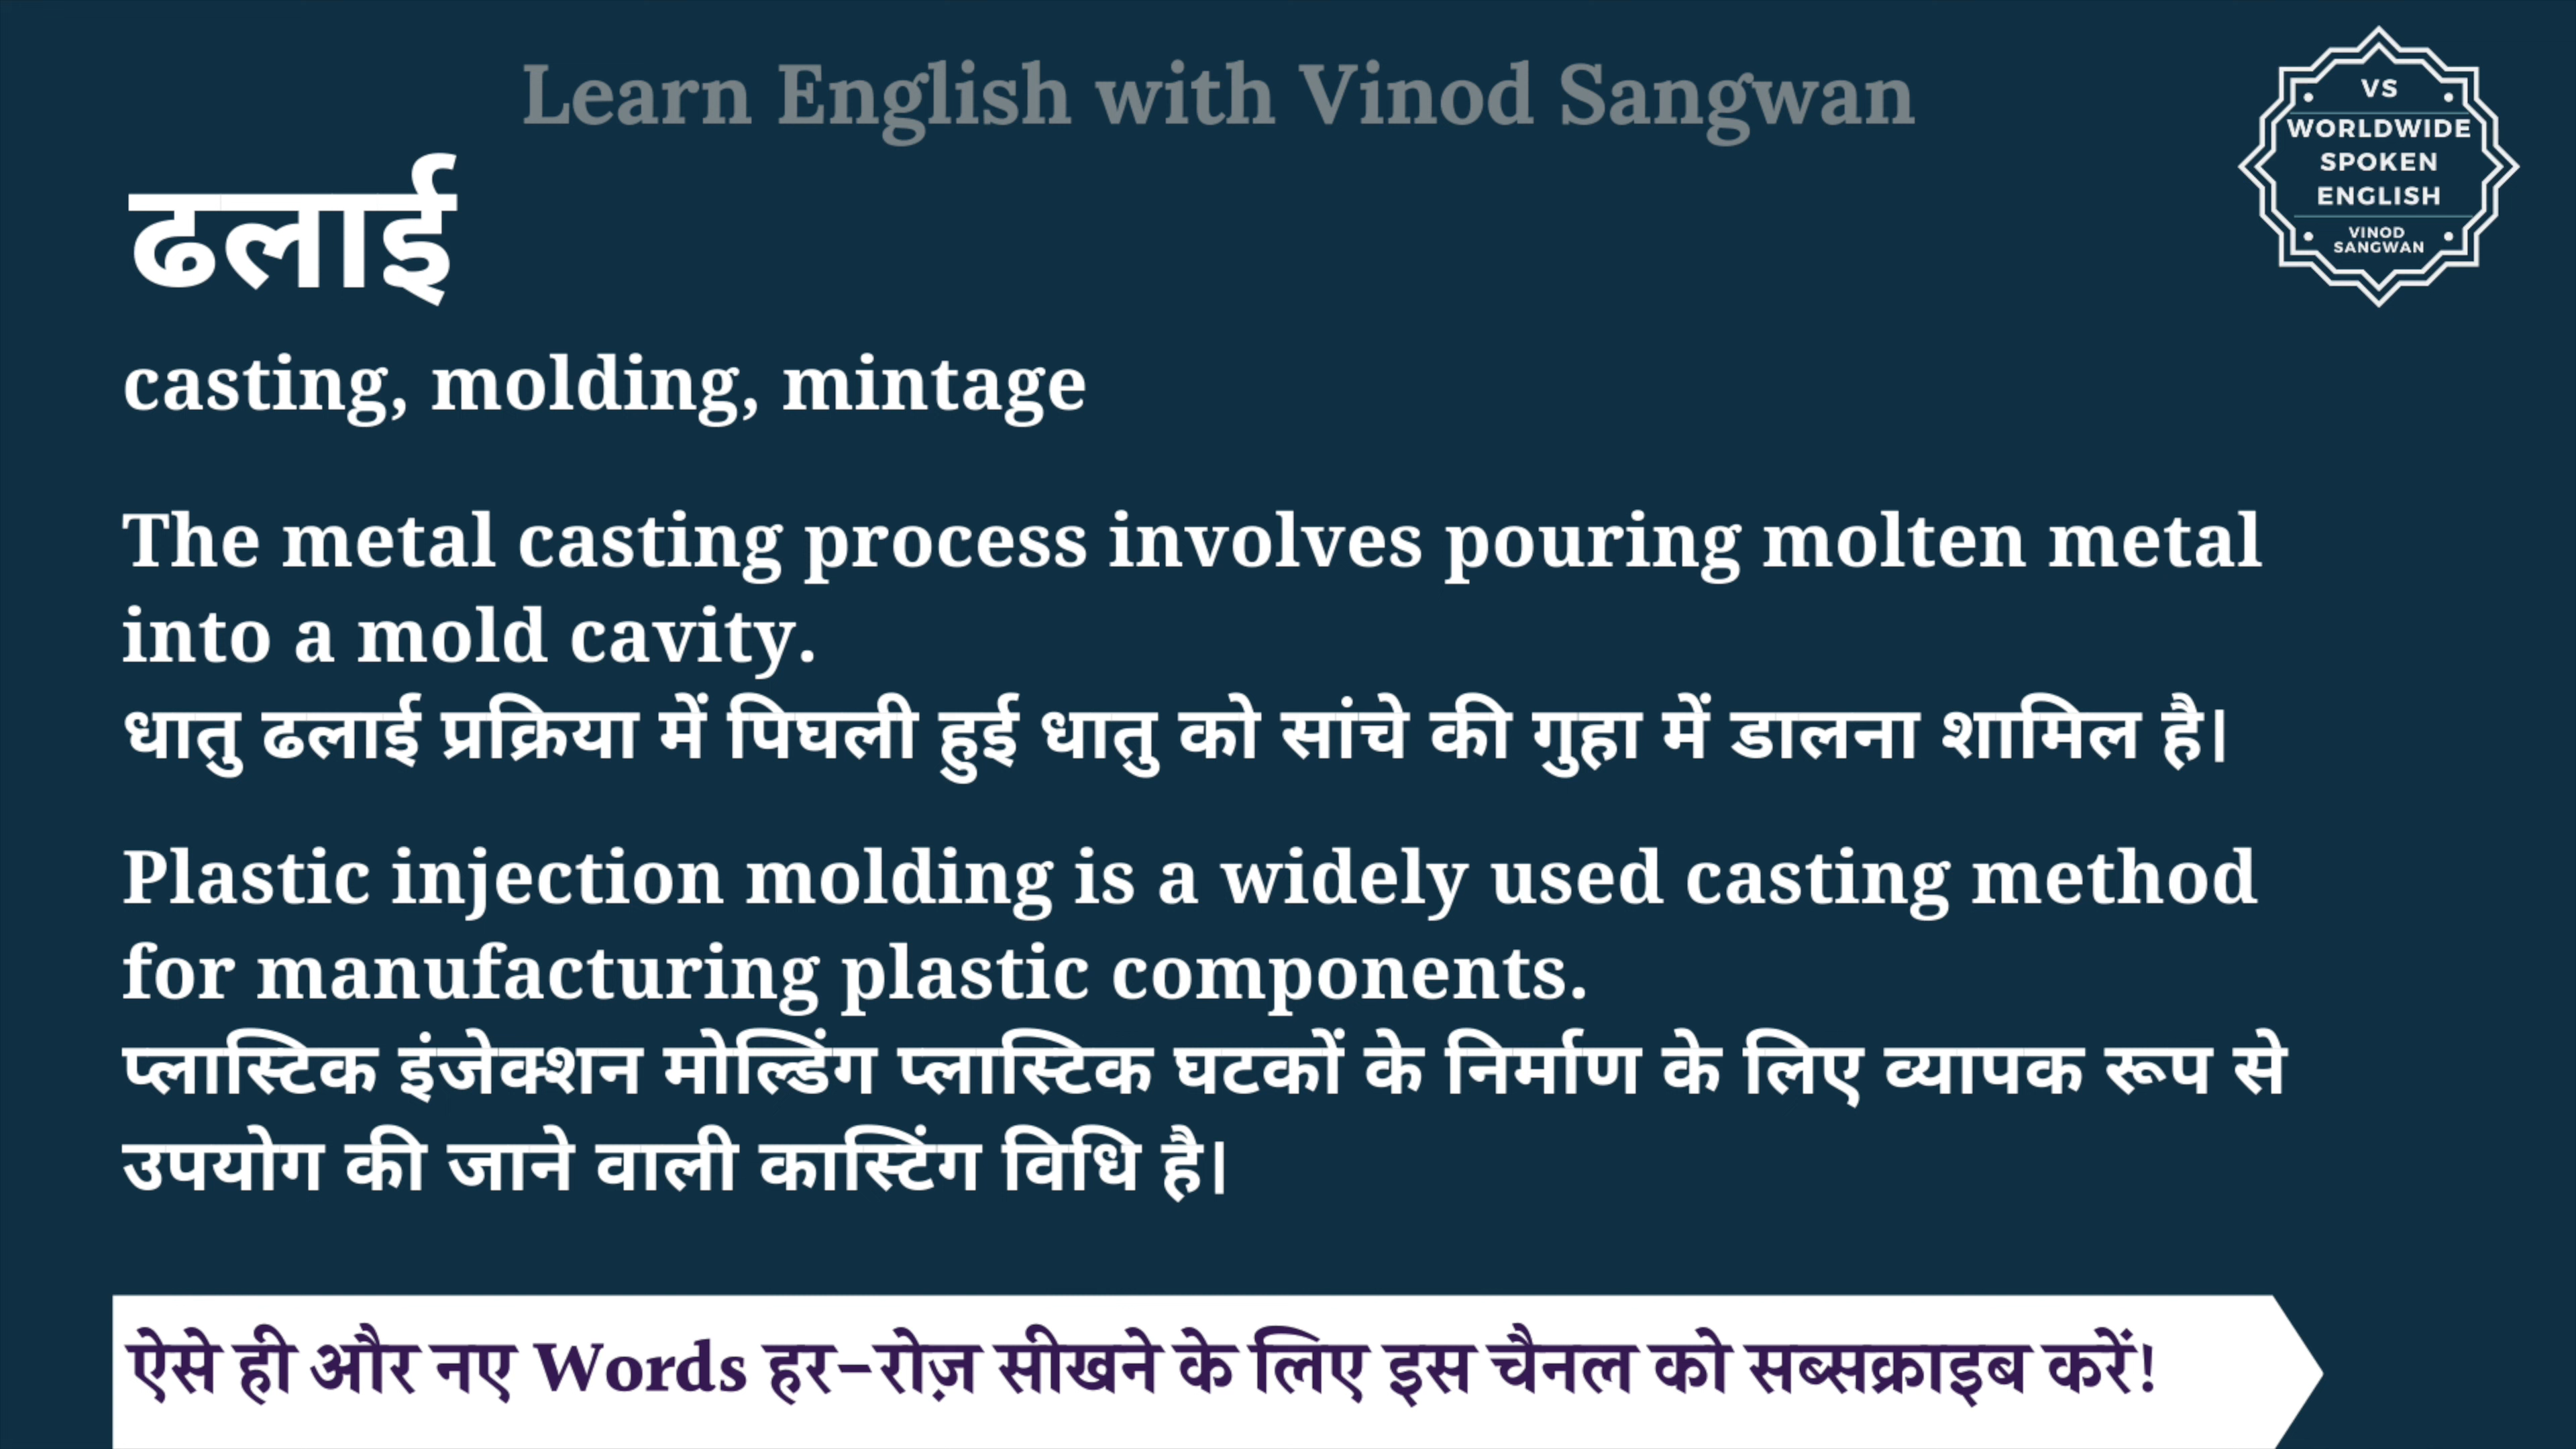 Learn English with Vinod Sangwan
VS
WORLDWIDE
SPOKEN
ENGLISH
VINOD
SANGWAN
ढलाई
casting, molding, mintage
The metal casting process involves pouring molten metal
into a mold cavity.
धातु ढलाई प्रक्रिया में पिघली हुई धातु को सांचे की गुहा में डालना शामिल है।
Plastic injection molding is a widely used casting method
for manufacturing plastic components.
प्लास्टिक इंजेक्शन मोल्डिंग प्लास्टिक घटकों के निर्माण के लिए व्यापक रूप से
उपयोग की जाने वाली कास्टिंग विधि है।
ऐसे ही और नए Words हर-रोज़ सीखने के लिए इस चैनल को सब्सक्राइब करें!